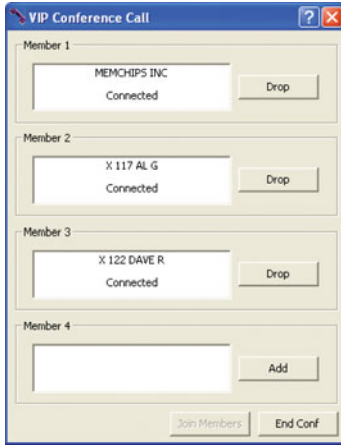 VIP Conference Call
Member 1
MEMCHIPS INC
Connected
Drop
Member 2
X 117 AL G
Connected
Drop
Member 3
X 122 DAVE R
Connected
Drop
Member 4
Add
Join Members
End Conf